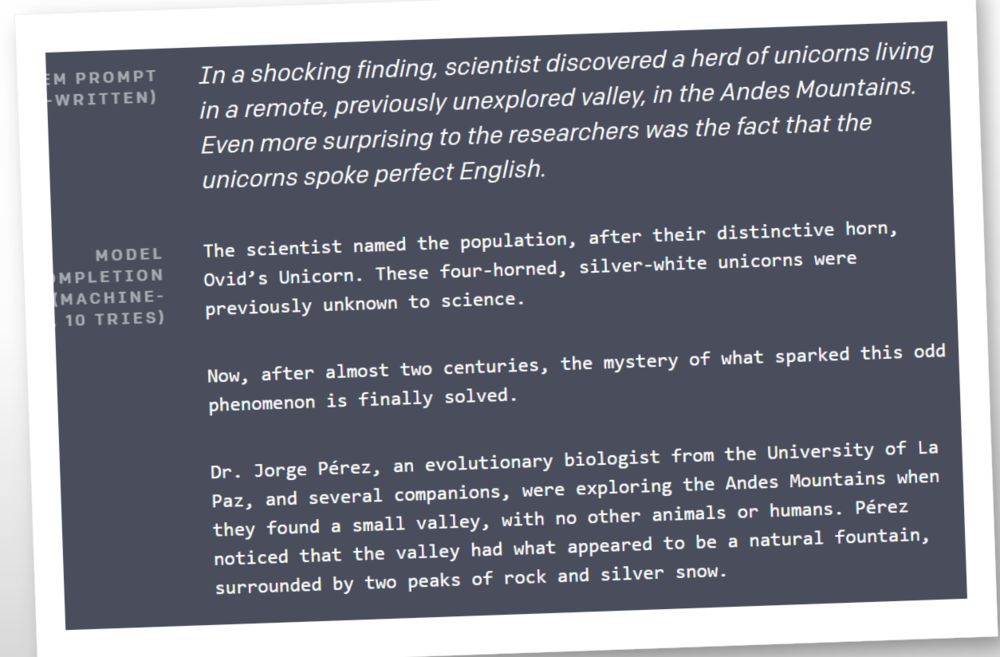 EM PROMPT
-WRITTEN)
In a shocking finding, scientist discovered a herd of unicorns living
in a remote, previously unexplored valley, in the Andes Mountains.
Even more surprising to the researchers was the fact that the
unicorns spoke perfect English.
MODEL
OMPLETION
(MACHINE-
10 TRIES)
The scientist named the population, after their distinctive horn,
Ovid's Unicorn. These four-horned, silver-white unicorns were
previously unknown to science.
Now, after almost two centuries, the mystery of what sparked this odd
phenomenon is finally solved.
Dr. Jorge Pérez, an evolutionary biologist from the University of La
Paz, and several companions, were exploring the Andes Mountains when
they found a small valley, with no other animals or humans. Pérez
noticed that the valley had what appeared to be a natural fountain,
surrounded by two peaks of rock and silver snow.